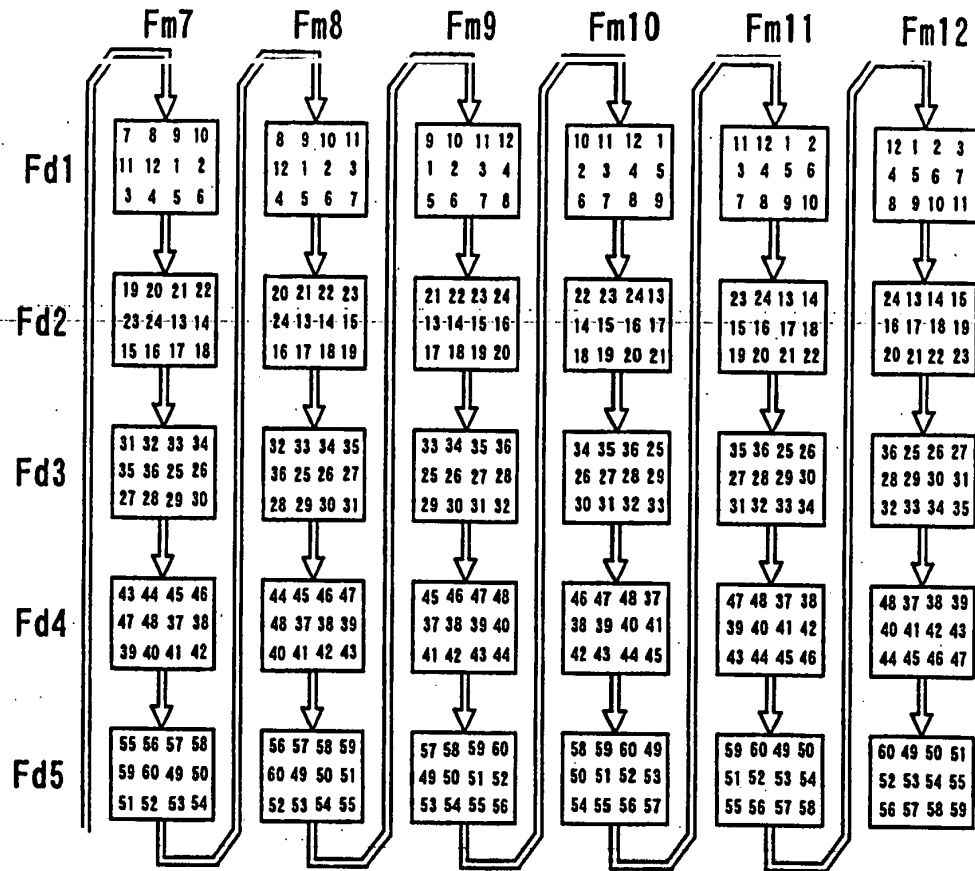 Fm7 Fm8 Fm9 Fm10 Fm11 Fm12
Fd1
7 8 9 10 8 9 10 11 9 10 11 12 10 11 12 1 11 12 1 2 12 1 2 3
11 12 1 2 12 1 2 3 1 2 3 4 2 3 4 5 3 4 5 6 4 5 6 7
3 4 5 6 4 5 6 7 5 6 7 8 6 7 8 9 7 8 9 10 8 9 10 11
Fd2
19 20 21 22 20 21 22 23 21 22 23 24 22 23 24 13 23 24 13 14 24 13 14 15
23 24 13 14 24 13 14 15 13 14 15 16 14 15 16 17 15 16 17 18 16 17 18 19
15 16 17 18 16 17 18 19 17 18 19 20 18 19 20 21 19 20 21 22 20 21 22 23
Fd3
31 32 33 34 32 33 34 35 33 34 35 36 34 35 36 25 35 36 25 26 36 25 26 27
35 36 25 26 36 25 26 27 25 26 27 28 26 27 28 29 27 28 29 30 28 29 30 31
27 28 29 30 28 29 30 31 29 30 31 32 30 31 32 33 31 32 33 34 32 33 34 35
Fd4
43 44 45 46 44 45 46 47 45 46 47 48 46 47 48 37 47 48 37 38 48 37 38 39
47 48 37 38 48 37 38 39 37 38 39 40 38 39 40 41 39 40 41 42 40 41 42 43
39 40 41 42 40 41 42 43 41 42 43 44 42 43 44 45 43 44 45 46 44 45 46 47
Fd5
55 56 57 58 56 57 58 59 57 58 59 60 58 59 60 49 59 60 49 50 60 49 50 51
59 60 49 50 60 49 50 51 49 50 51 52 50 51 52 53 51 52 53 54 52 53 54 55
51 52 53 54 52 53 54 55 53 54 55 56 54 55 56 57 55 56 57 58 56 57 58 59